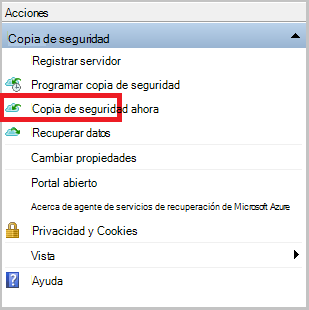 Acciones
Copia de seguridad
Registrar servidor
Programar copia de seguridad
Copia de seguridad ahora
Recuperar datos
Cambiar propiedades
Portal abierto
Acerca de agente de servicios de recuperación de Microsoft Azure
Privacidad y Cookies
Vista
Ayuda